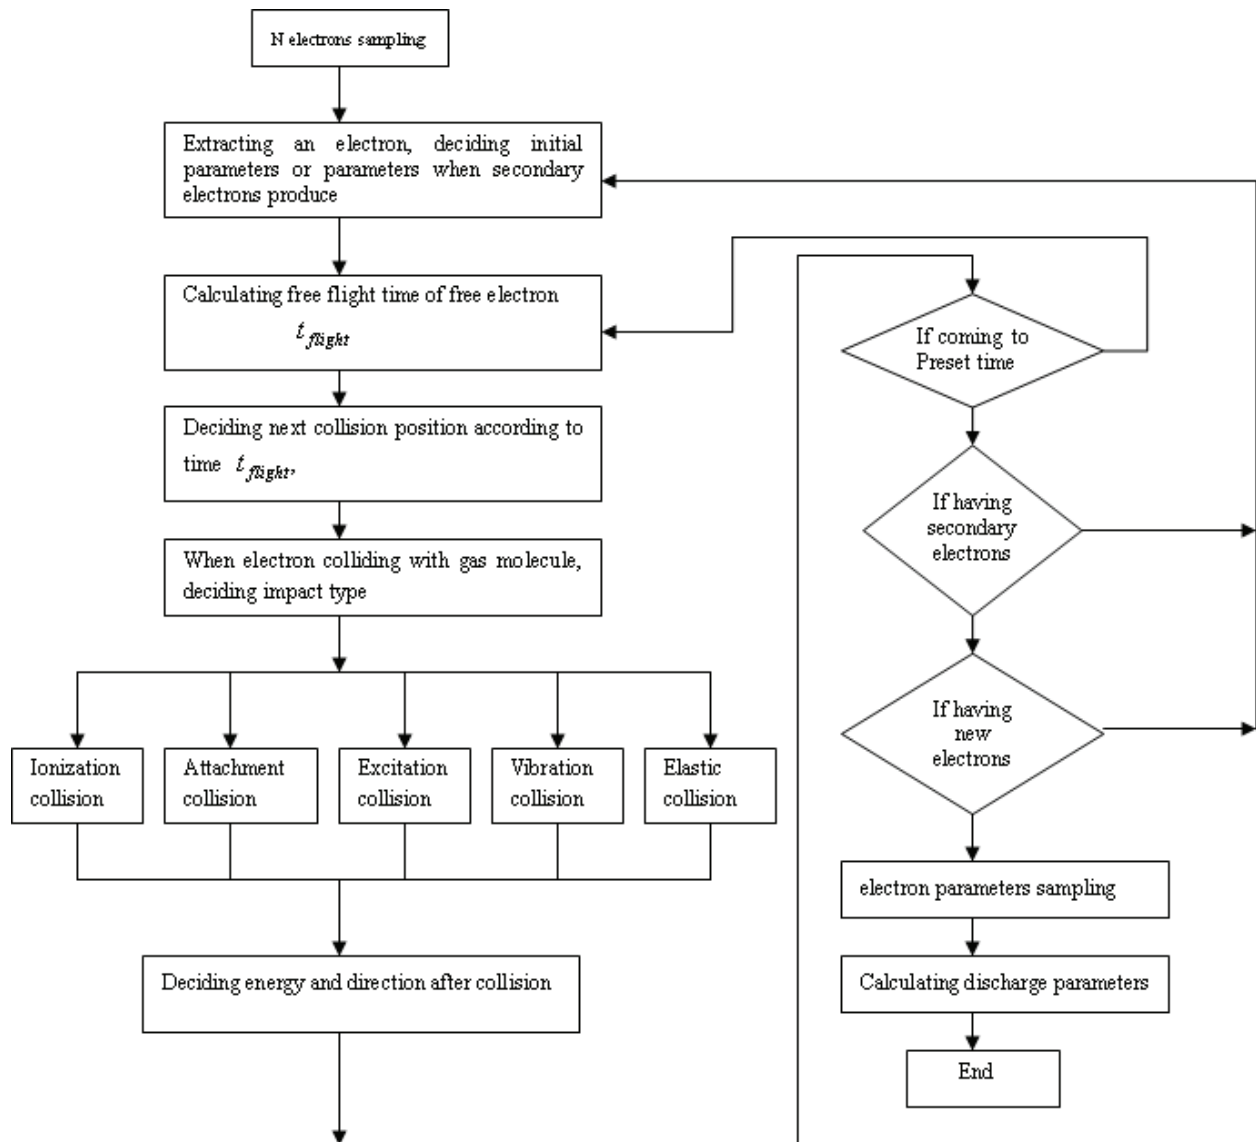 N electrons sampling
Extracting an electron, deciding initial
parameters or parameters when secondary
electrons produce
Calculating free flight time of free electron
t flight
Deciding next collision position according to
time t flight,
When electron colliding with gas molecule,
deciding impact type
Ionization
collision
Attachment
collision
Excitation
collision
Vibration
collision
Elastic
collision
Deciding energy and direction after collision
If coming to
Preset time
If having
secondary
electrons
If having
new
electrons
electron parameters sampling
Calculating discharge parameters
End